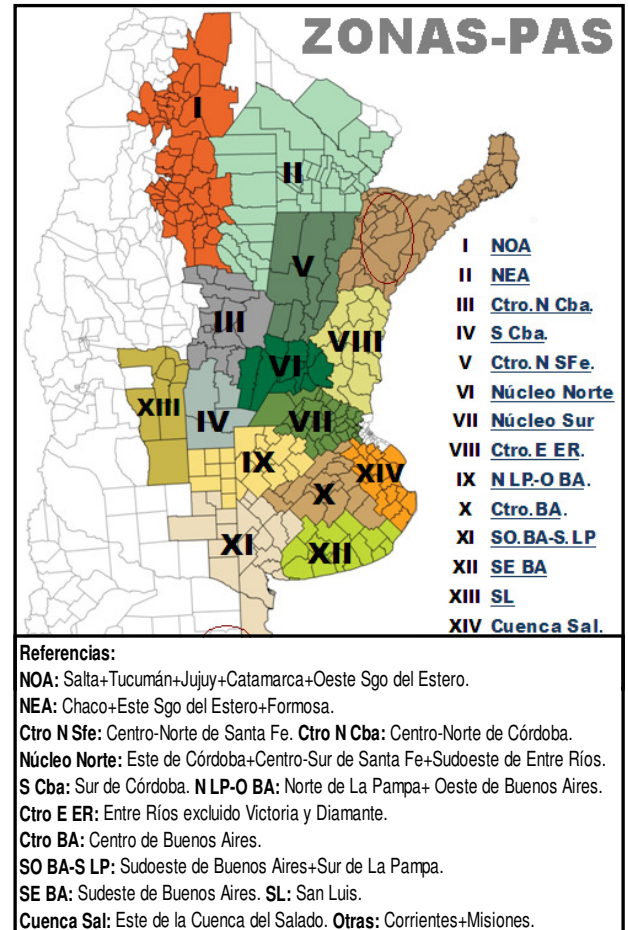 ZONAS-PAS
I
II
V
III
VIII
VI
XIII
IV
VII
IX
XIV
X
XI
XII
I NOA
II NEA
III Ctro.N Cba.
IV S Cba.
V Ctro.N SFe.
VI Núcleo Norte
VII Núcleo Sur
VIII Ctro.E ER.
IX N LP.-O BA.
X Ctro.BA.
XI SO.BA-S.LP
XII SE BA
XIII SL
XIV Cuenca Sal.
Referencias:
NOA: Salta+Tucumán+Jujuy+Catamarca+Oeste Sgo del Estero.
NEA: Chaco+Este Sgo del Estero+Formosa.
Ctro N Sfe: Centro-Norte de Santa Fe. Ctro N Cba: Centro-Norte de Córdoba.
Núcleo Norte: Este de Córdoba+Centro-Sur de Santa Fe+Sudoeste de Entre Ríos.
S Cba: Sur de Córdoba. N LP-O BA: Norte de La Pampa+ Oeste de Buenos Aires.
Ctro E ER: Entre Ríos excluido Victoria y Diamante.
Ctro BA: Centro de Buenos Aires.
SO BA-S LP: Sudoeste de Buenos Aires+Sur de La Pampa.
SE BA: Sudeste de Buenos Aires. SL: San Luis.
Cuenca Sal: Este de la Cuenca del Salado. Otras: Corrientes+Misiones.